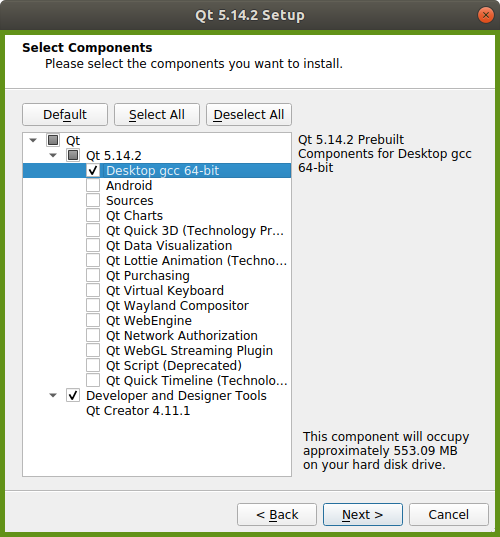 Qt 5.14.2 Setup
Select Components
Please select the components you want to install.
Default Select All Deselect All
Qt
Qt 5.14.2
Desktop gcc 64-bit
Android
Sources
Qt Charts
Qt Quick 3D (Technology Pr...
Qt Data Visualization
Qt Lottie Animation (Techno...
Qt Purchasing
Qt Virtual Keyboard
Qt Wayland Compositor
Qt WebEngine
Qt Network Authorization
Qt WebGL Streaming Plugin
Qt Script (Deprecated)
Qt Quick Timeline (Technolo...
Developer and Designer Tools
Qt Creator 4.11.1
Qt 5.14.2 Prebuilt
Components for Desktop gcc
64-bit
This component will occupy
approximately 553.09 MB
on your hard disk drive.
< Back Next > Cancel